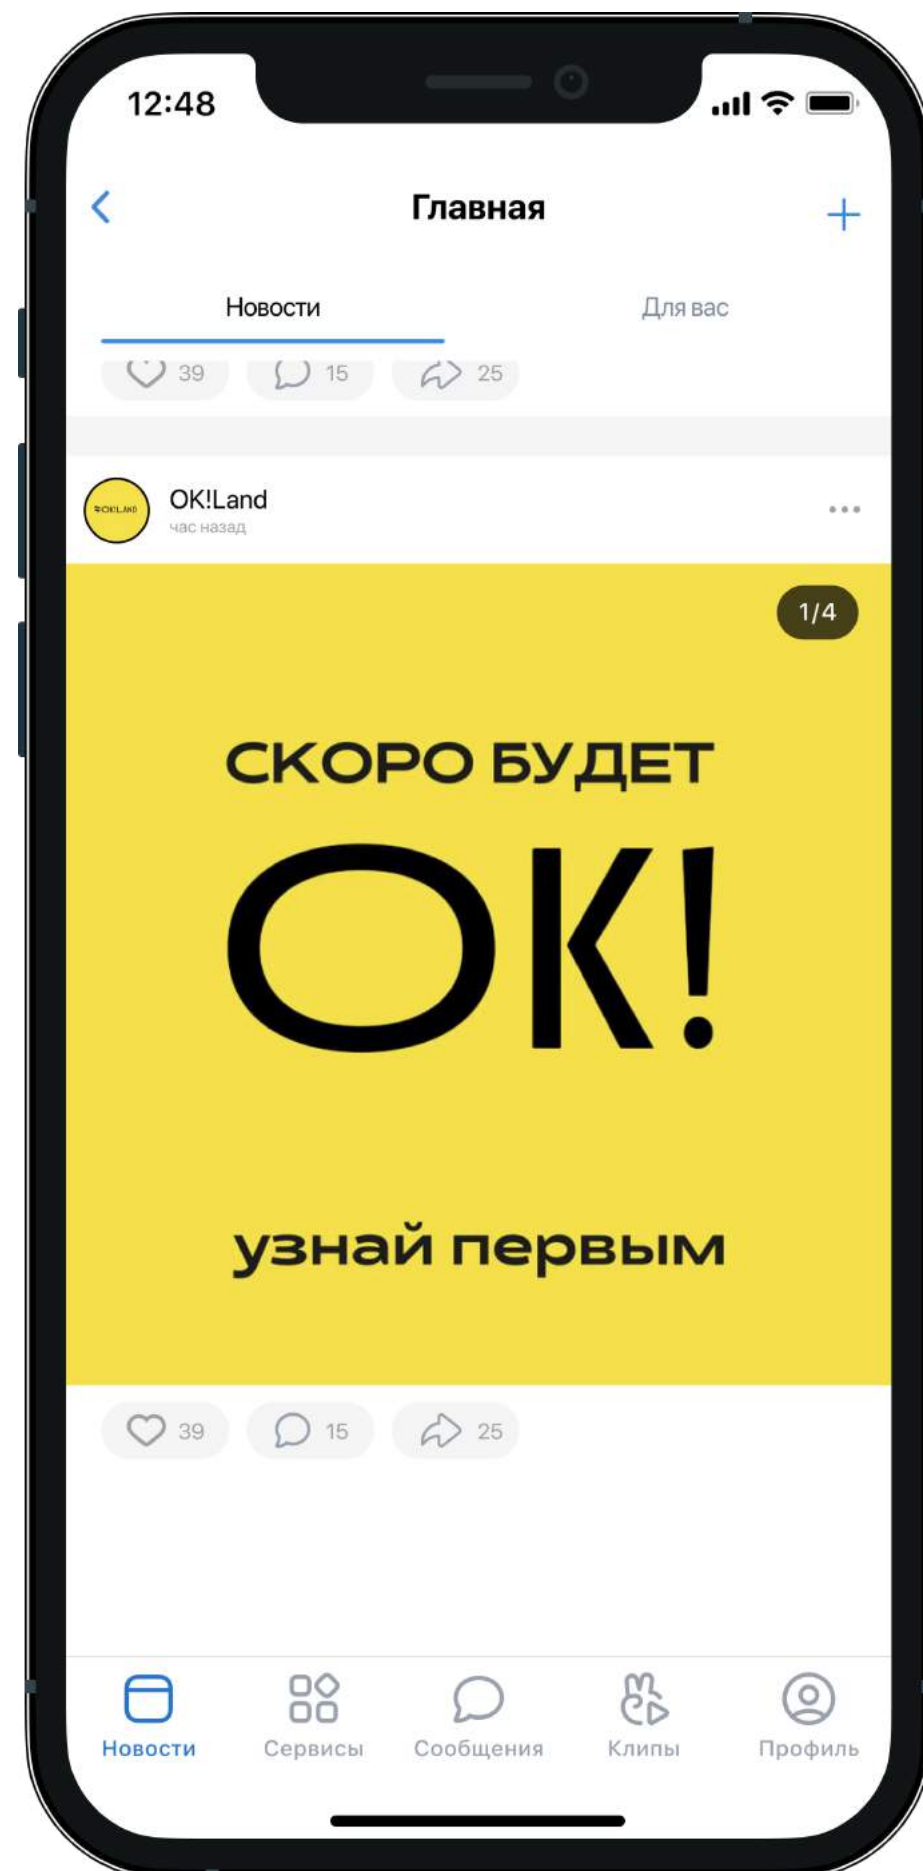 12:48
Главная
Новости
Для вас
39 15 25
OK!Land
час назад
1/4
СКОРО БУДЕТ
OK!
узнай первым
39 15 25
Новости Сервисы Сообщения Клипы Профиль